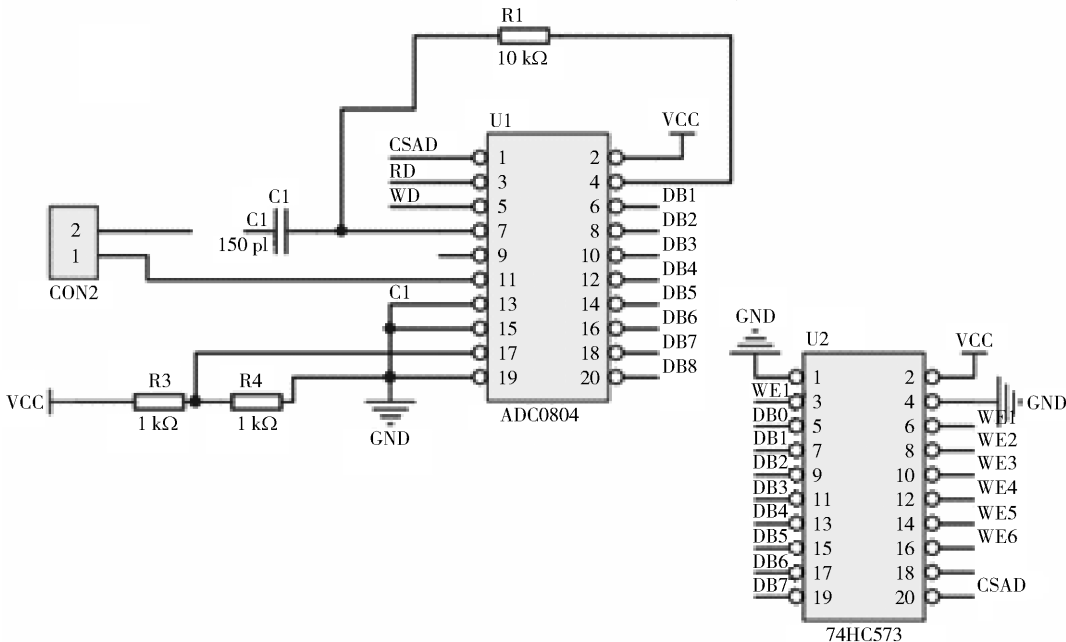 R1
10 kΩ
U1
VCC
CSAD 1 2
RD 3 4
WD 5 6 DB1
C1
C1
150 pl
7 8 DB2
9 10 DB3
11 12 DB4
C1 13 14 DB5
15 16 DB6
17 18 DB7
19 20 DB8
ADC0804
2
1
CON2
VCC
R3
1 kΩ
R4
1 kΩ
GND
GND
U2
VCC
1 2
WE1 3 4 GND
DB0 5 6 WE1
DB1 7 8 WE2
DB2 9 10 WE3
DB3 11 12 WE4
DB4 13 14 WE5
DB5 15 16 WE6
DB6 17 18
DB7 19 20 CSAD
74HC573